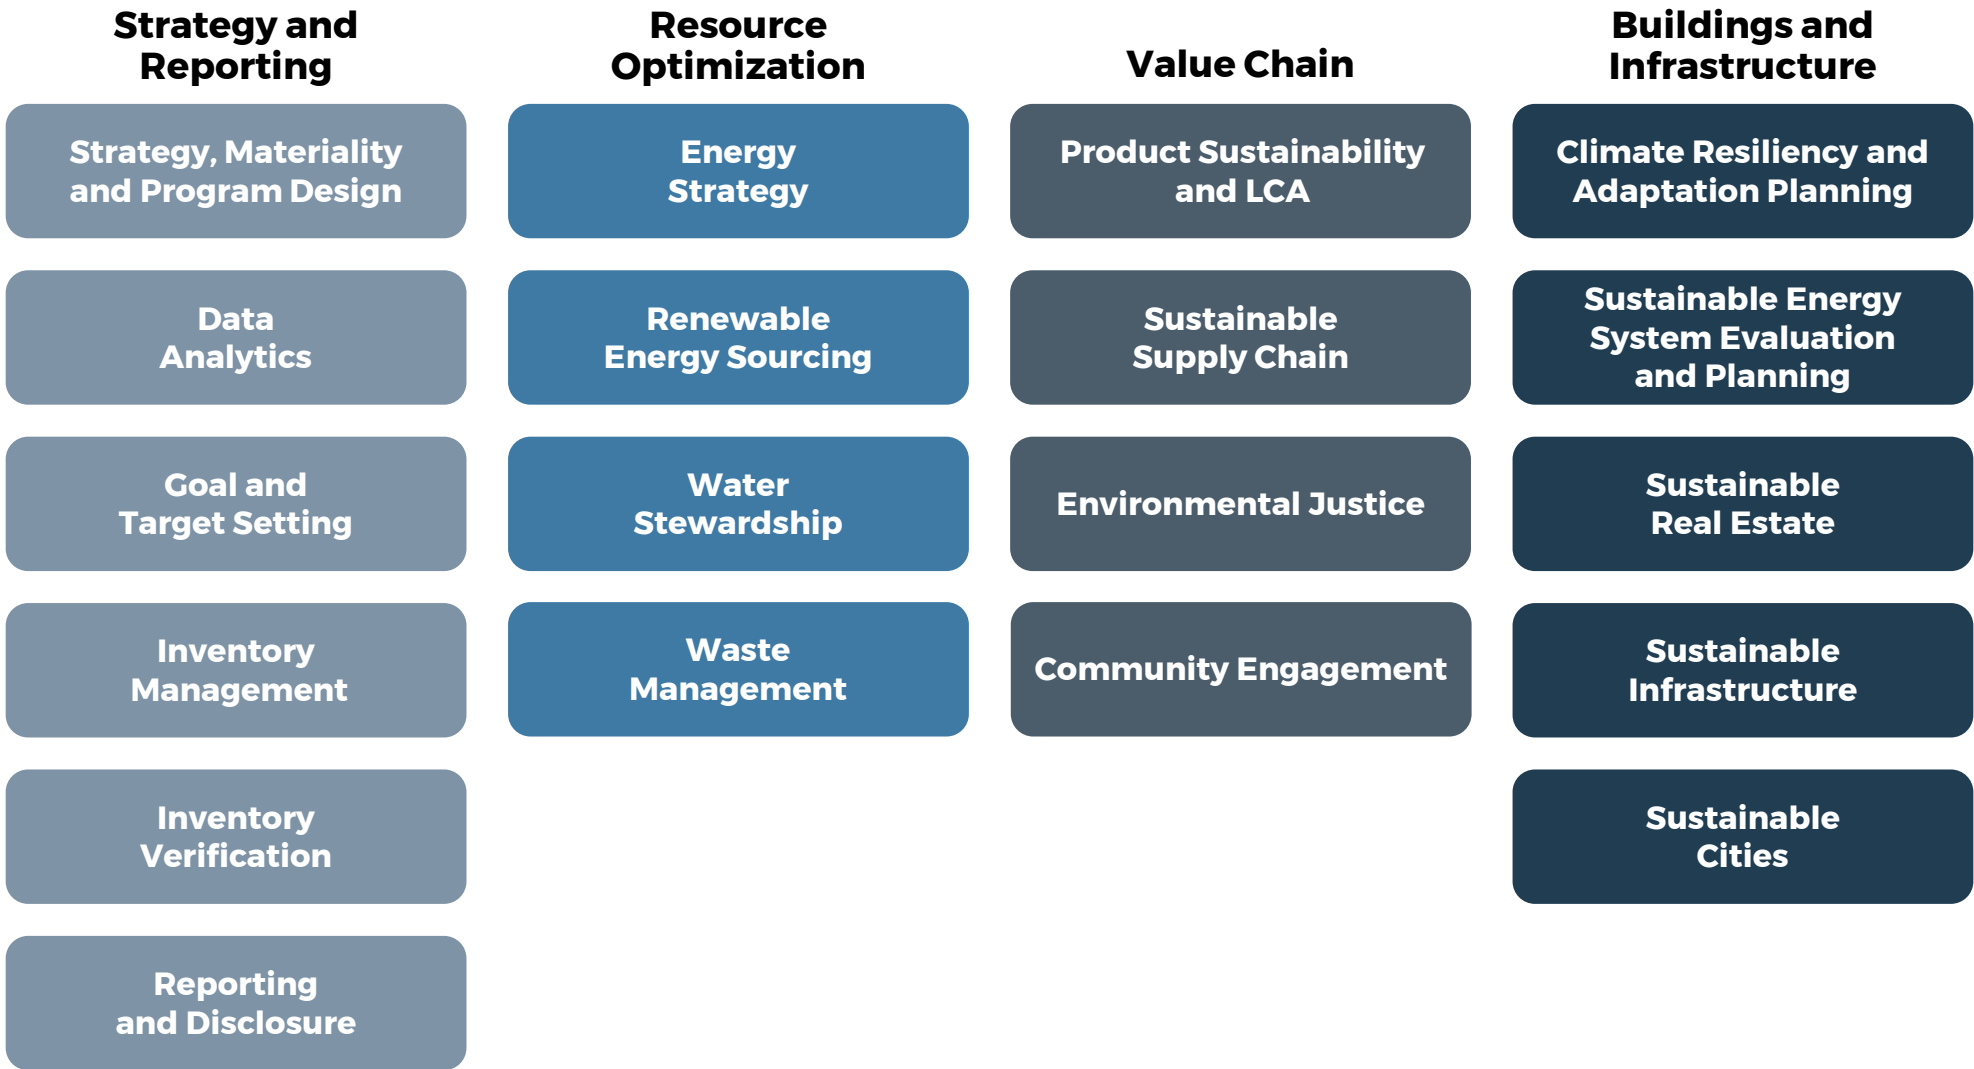 Strategy and
Reporting
Strategy, Materiality
and Program Design
Data
Analytics
Goal and
Target Setting
Inventory
Management
Inventory
Verification
Reporting
and Disclosure
Resource
Optimization
Energy
Strategy
Renewable
Energy Sourcing
Water
Stewardship
Waste
Management
Value Chain
Product Sustainability
and LCA
Sustainable
Supply Chain
Environmental Justice
Community Engagement
Buildings and
Infrastructure
Climate Resiliency and
Adaptation Planning
Sustainable Energy
System Evaluation
and Planning
Sustainable
Real Estate
Sustainable
Infrastructure
Sustainable
Cities